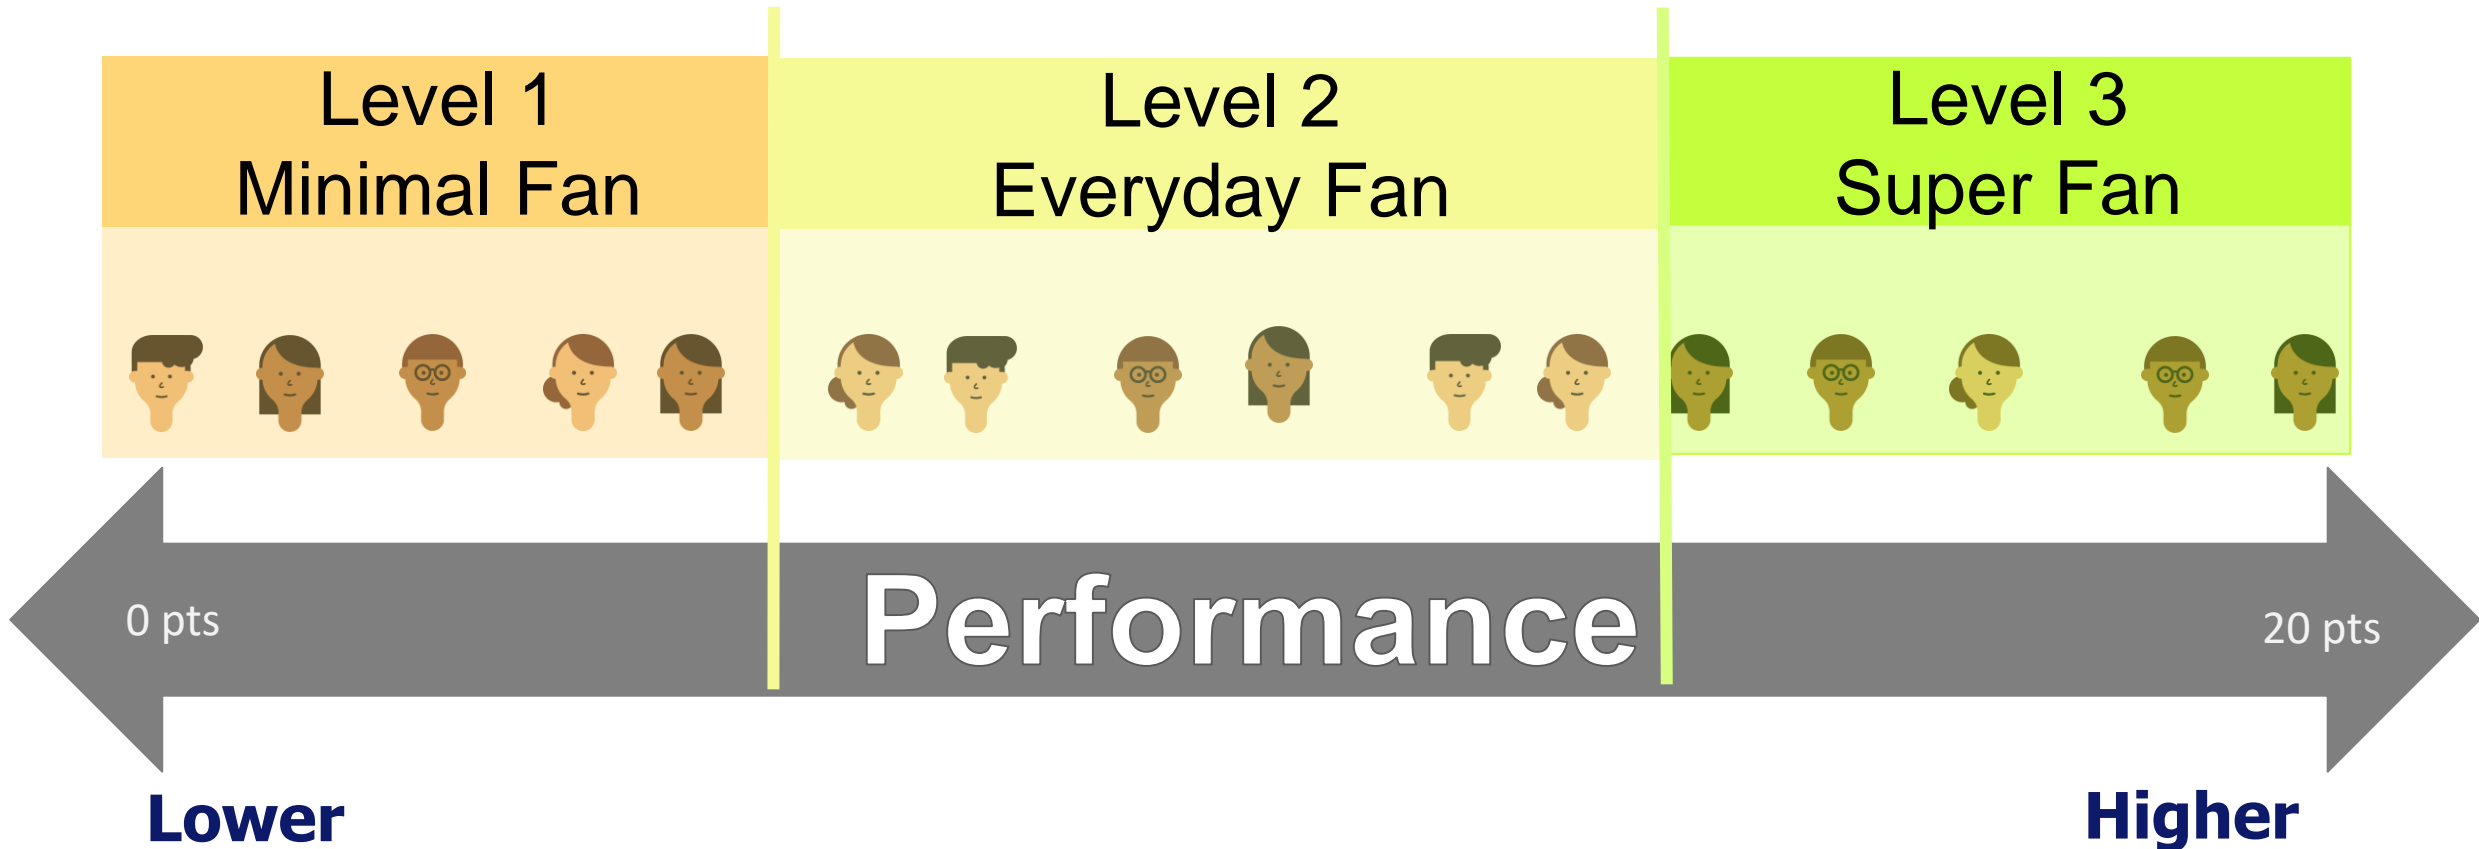 Level 1
Minimal Fan
Level 2
Everyday Fan
Level 3
Super Fan
0 pts
Performance
20 pts
Lower
Higher